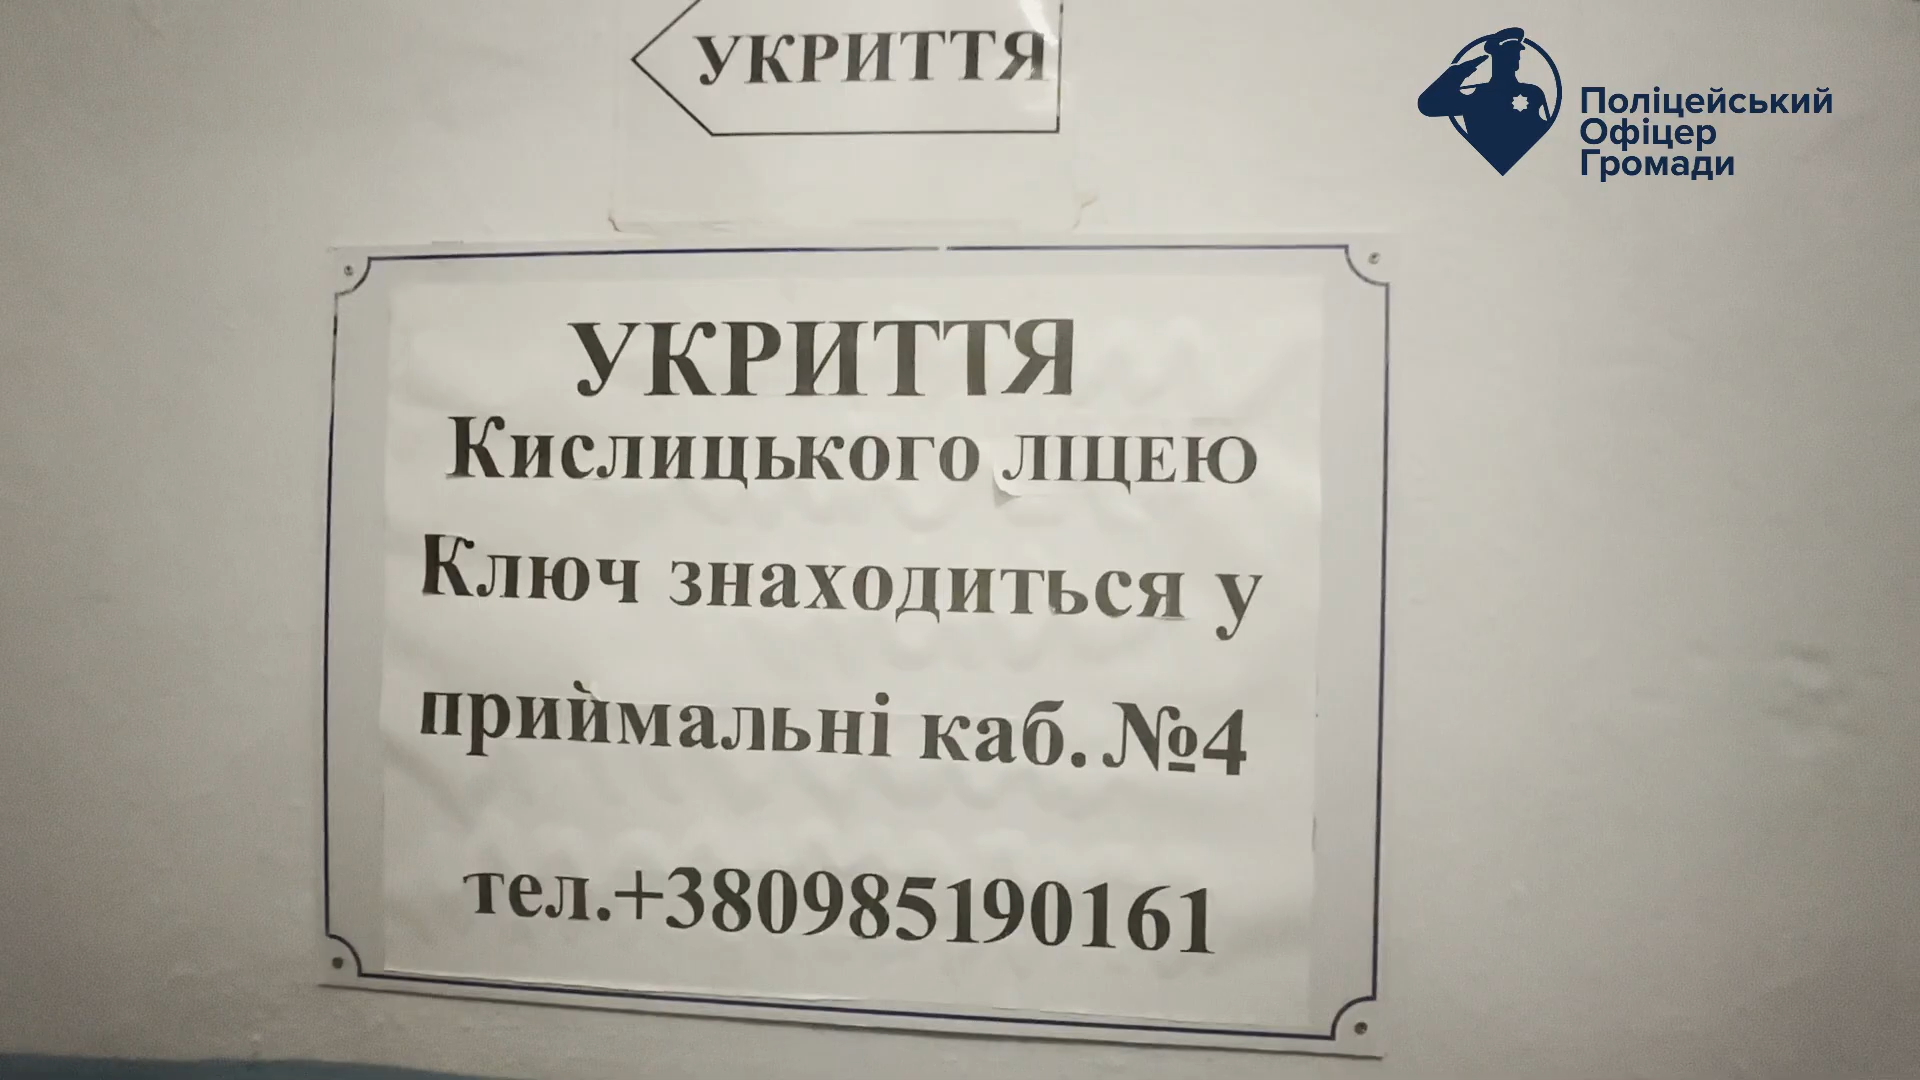 УКРИТТЯ
Поліцейський
Офіцер
Громади
УКРИТТЯ
Кислицького ЛІЦЕЮ
Ключ знаходиться у
приймальні каб. №4
тел.+380985190161